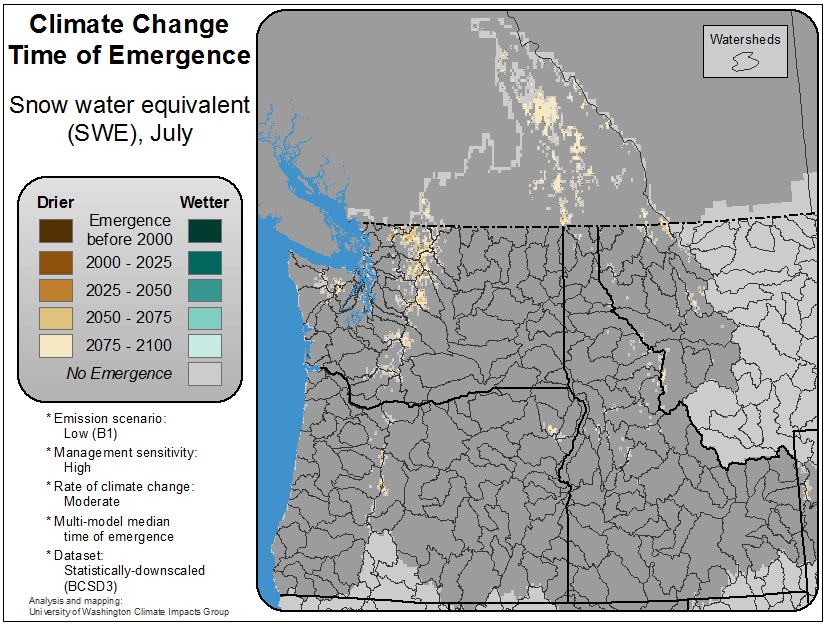 Climate Change
Time of Emergence
Snow water equivalent
(SWE), July
Drier Wetter
Emergence
before 2000
2000 - 2025
2025 - 2050
2050 - 2075
2075 - 2100
No Emergence
* Emission scenario:
Low (B1)
* Management sensitivity:
High
* Rate of climate change:
Moderate
* Multi-model median
time of emergence
* Dataset:
Statistically-downscaled
(BCSD3)
Analysis and mapping:
University of Washington Climate Impacts Group
Watersheds